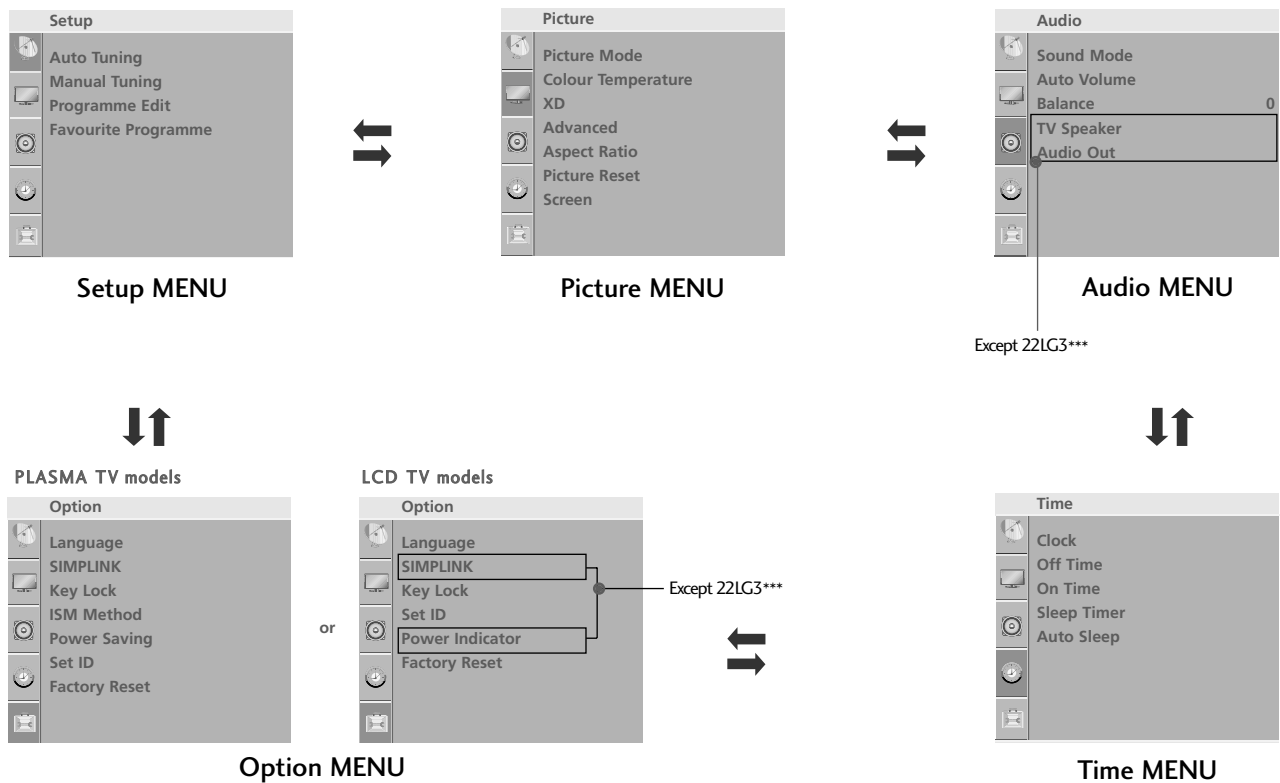 Setup
Auto Tuning
Manual Tuning
Programme Edit
Favourite Programme
Setup MENU
Picture
Picture Mode
Colour Temperature
XD
Advanced
Aspect Ratio
Picture Reset
Screen
Picture MENU
Audio
Sound Mode
Auto Volume
Balance 0
TV Speaker
Audio Out
Audio MENU
Except 22LG3***
PLASMA TV models
Option
Language
SIMPLINK
Key Lock
ISM Method
Power Saving
Set ID
Factory Reset
or
LCD TV models
Option
Language
SIMPLINK
Key Lock
Set ID
Power Indicator
Factory Reset
Except 22LG3***
Option MENU
Time
Clock
Off Time
On Time
Sleep Timer
Auto Sleep
Time MENU